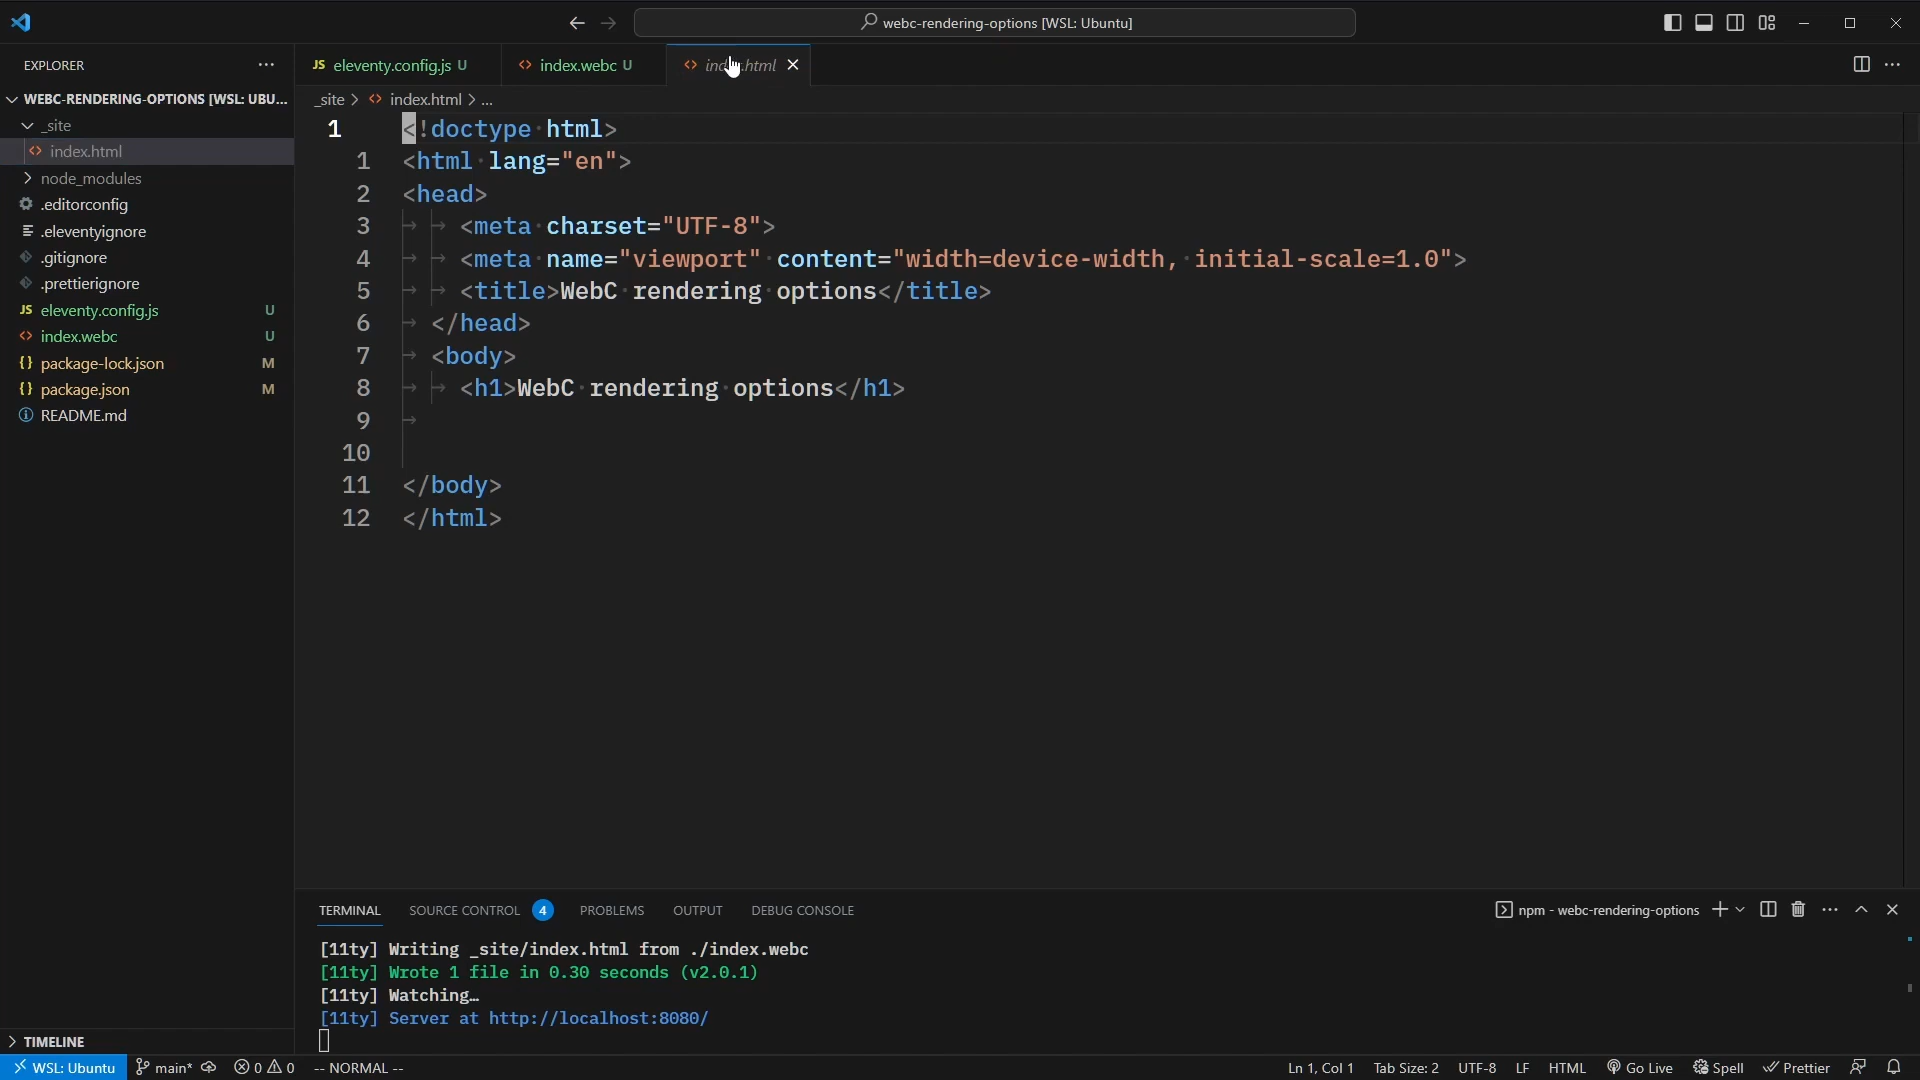 webc-rendering-options [WSL: Ubuntu]
EXPLORER
WEBC-RENDERING-OPTIONS [WSL: UBU...
_site
index.html
node_modules
.editorconfig
.eleventyignore
.gitignore
.prettierignore
JS eleventy.config.js U
index.webc U
{} package-lock.json M
{} package.json M
README.md
TIMELINE
JS eleventy.config.js U
index.webc U
_site > index.html > ...
1 <!doctype html>
1 <html lang="en">
2 <head>
3 <meta charset="UTF-8">
4 <meta name="viewport" content="width=device-width, initial-scale=1.0">
5 <title>WebC rendering options</title>
6 </head>
7 <body>
8 <h1>WebC rendering options</h1>
9
10
11 </body>
12 </html>
TERMINAL SOURCE CONTROL 4 PROBLEMS OUTPUT DEBUG CONSOLE
npm - webc-rendering-options
[11ty] Writing _site/index.html from ./index.webc
[11ty] Wrote 1 file in 0.30 seconds (v2.0.1)
[11ty] Watching…
[11ty] Server at http://localhost:8080/
WSL: Ubuntu main* 0 0 -- NORMAL -- Ln 1, Col 1 Tab Size: 2 UTF-8 LF HTML Go Live Spell Prettier